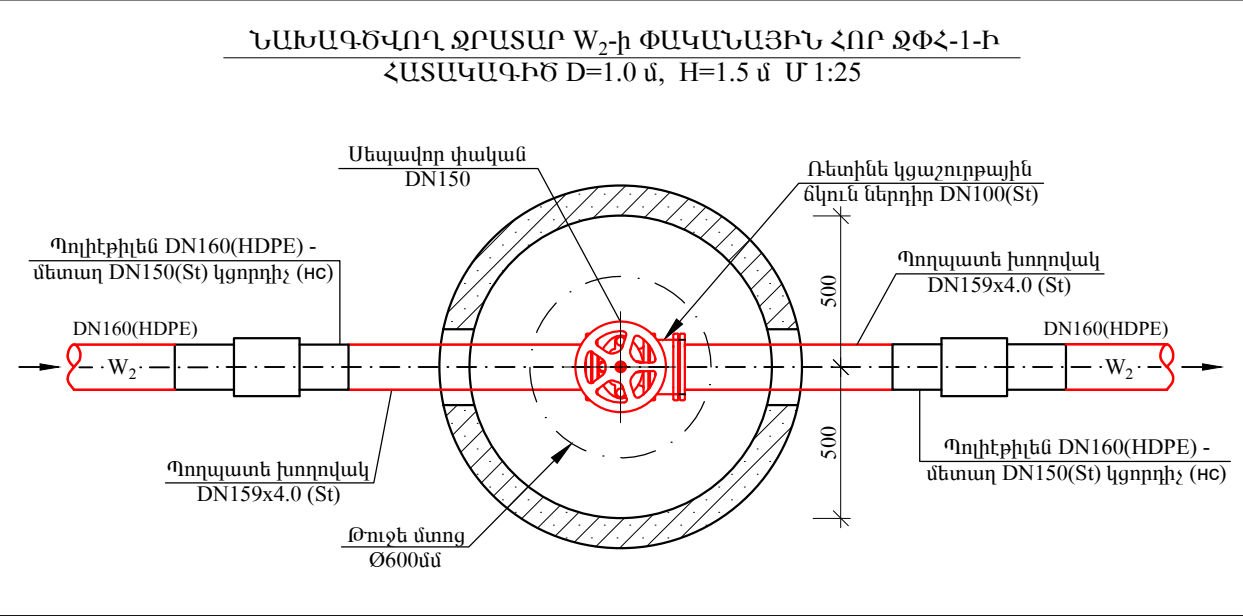 ՆԱԽԱԳԾՎՈՂ ՋՐԱՏԱՐ W₂-ի ՓԱԿԱՆԱՅԻՆ ՀՈՐ ՋՓՀ-1-Ի
ՀԱՏԱԿԱԳԻԾ D=1.0 մ, H=1.5 մ Մ 1:25
Սեպավոր փական
DN150
Ռետինե կցաշուրթային
ճկուն ներդիր DN100(St)
Պոլիէթիլեն DN160(HDPE) -
մետաղ DN150(St) կցորդիչ (HC)
Պողպատե խողովակ
DN159x4.0 (St)
500
DN160(HDPE)
DN160(HDPE)
W₂
W₂
500
Պողպատե խողովակ
DN159x4.0 (St)
Պոլիէթիլեն DN160(HDPE) -
մետաղ DN150(St) կցորդիչ (HC)
Թուջե մտոց
Ø600մմ